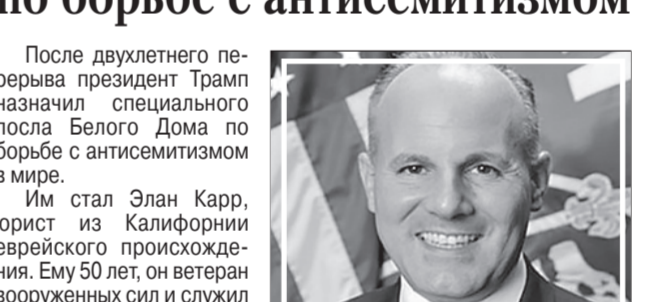 по борьбе с антисемитизмом
После двухлетнего пе-
рерыва президент Трамп
назначил специального
посла Белого Дома по
борьбе с антисемитизмом
в мире.
Им стал Элан Карр,
юрист из Калифорнии
еврейского происхожде-
ния. Ему 50 лет, он ветеран
вооруженных сил и служил